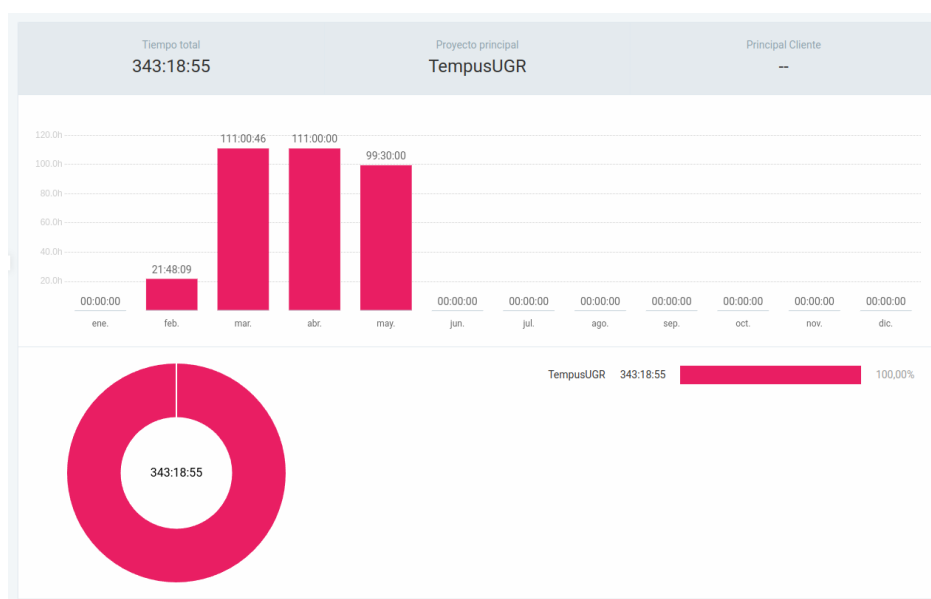 Tiempo total Proyecto principal Principal Cliente
343:18:55 TempusUGR --
120.0h
111:00:46 111:00:00
99:30:00
100.0h
80.0h
60.0h
40.0h
21:48:09
20.0h
00:00:00 00:00:00 00:00:00 00:00:00 00:00:00 00:00:00 00:00:00 00:00:00
ene. feb. mar. abr. may. jun. jul. ago. sep. oct. nov. dic.
TempusUGR 343:18:55 100,00%
343:18:55